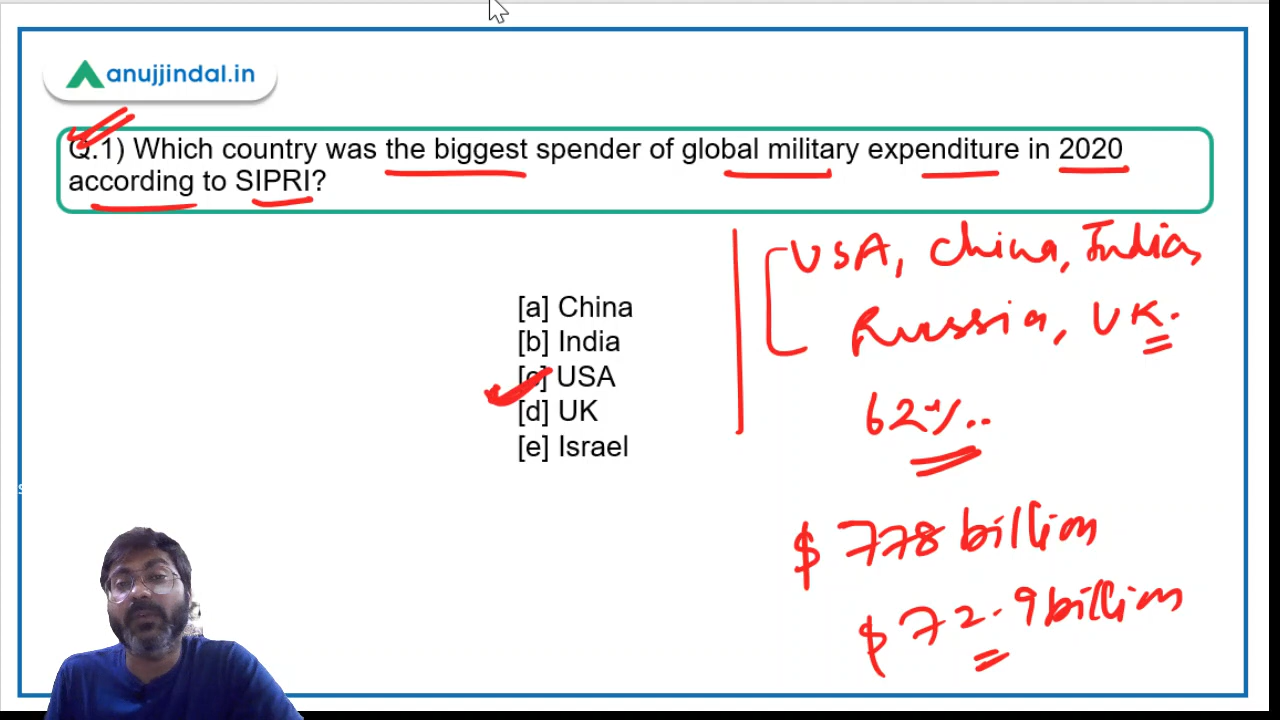 anujjindal.in
Q.1) Which country was the biggest spender of global military expenditure in 2020
according to SIPRI?
[a] China
[b] India
[c] USA
[d] UK
[e] Israel
USA, China, India,
Russia, UK.
62%..
$ 778 billion
$ 72.9 billion